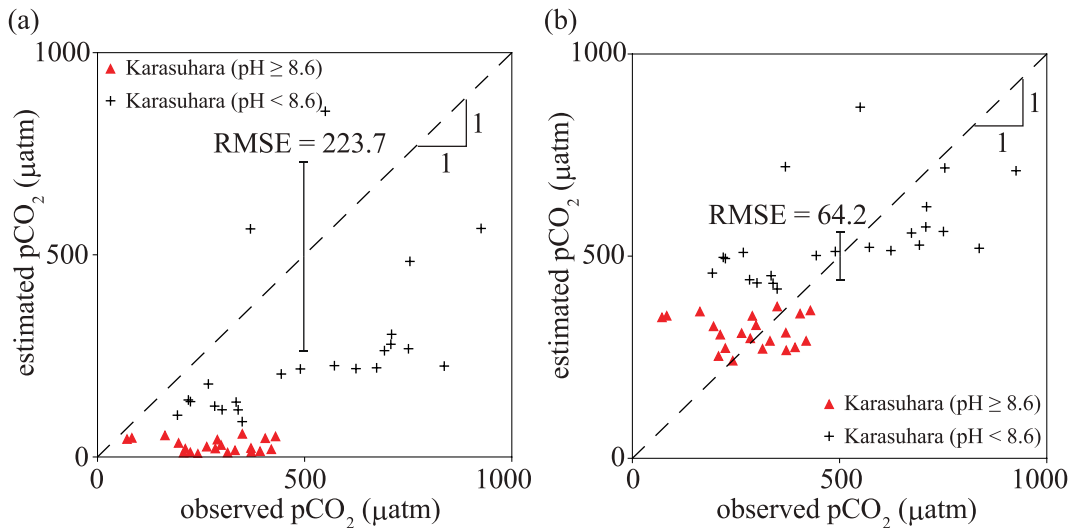 (a)
1000
▲ Karasuhara (pH ≥ 8.6)
+ Karasuhara (pH < 8.6)
RMSE = 223.7
1
1
estimated pCO₂ (μatm)
500
0
0
500
1000
observed pCO₂ (μatm)
(b)
1000
1
1
RMSE = 64.2
estimated pCO₂ (μatm)
500
▲ Karasuhara (pH ≥ 8.6)
+ Karasuhara (pH < 8.6)
0
0
500
1000
observed pCO₂ (μatm)